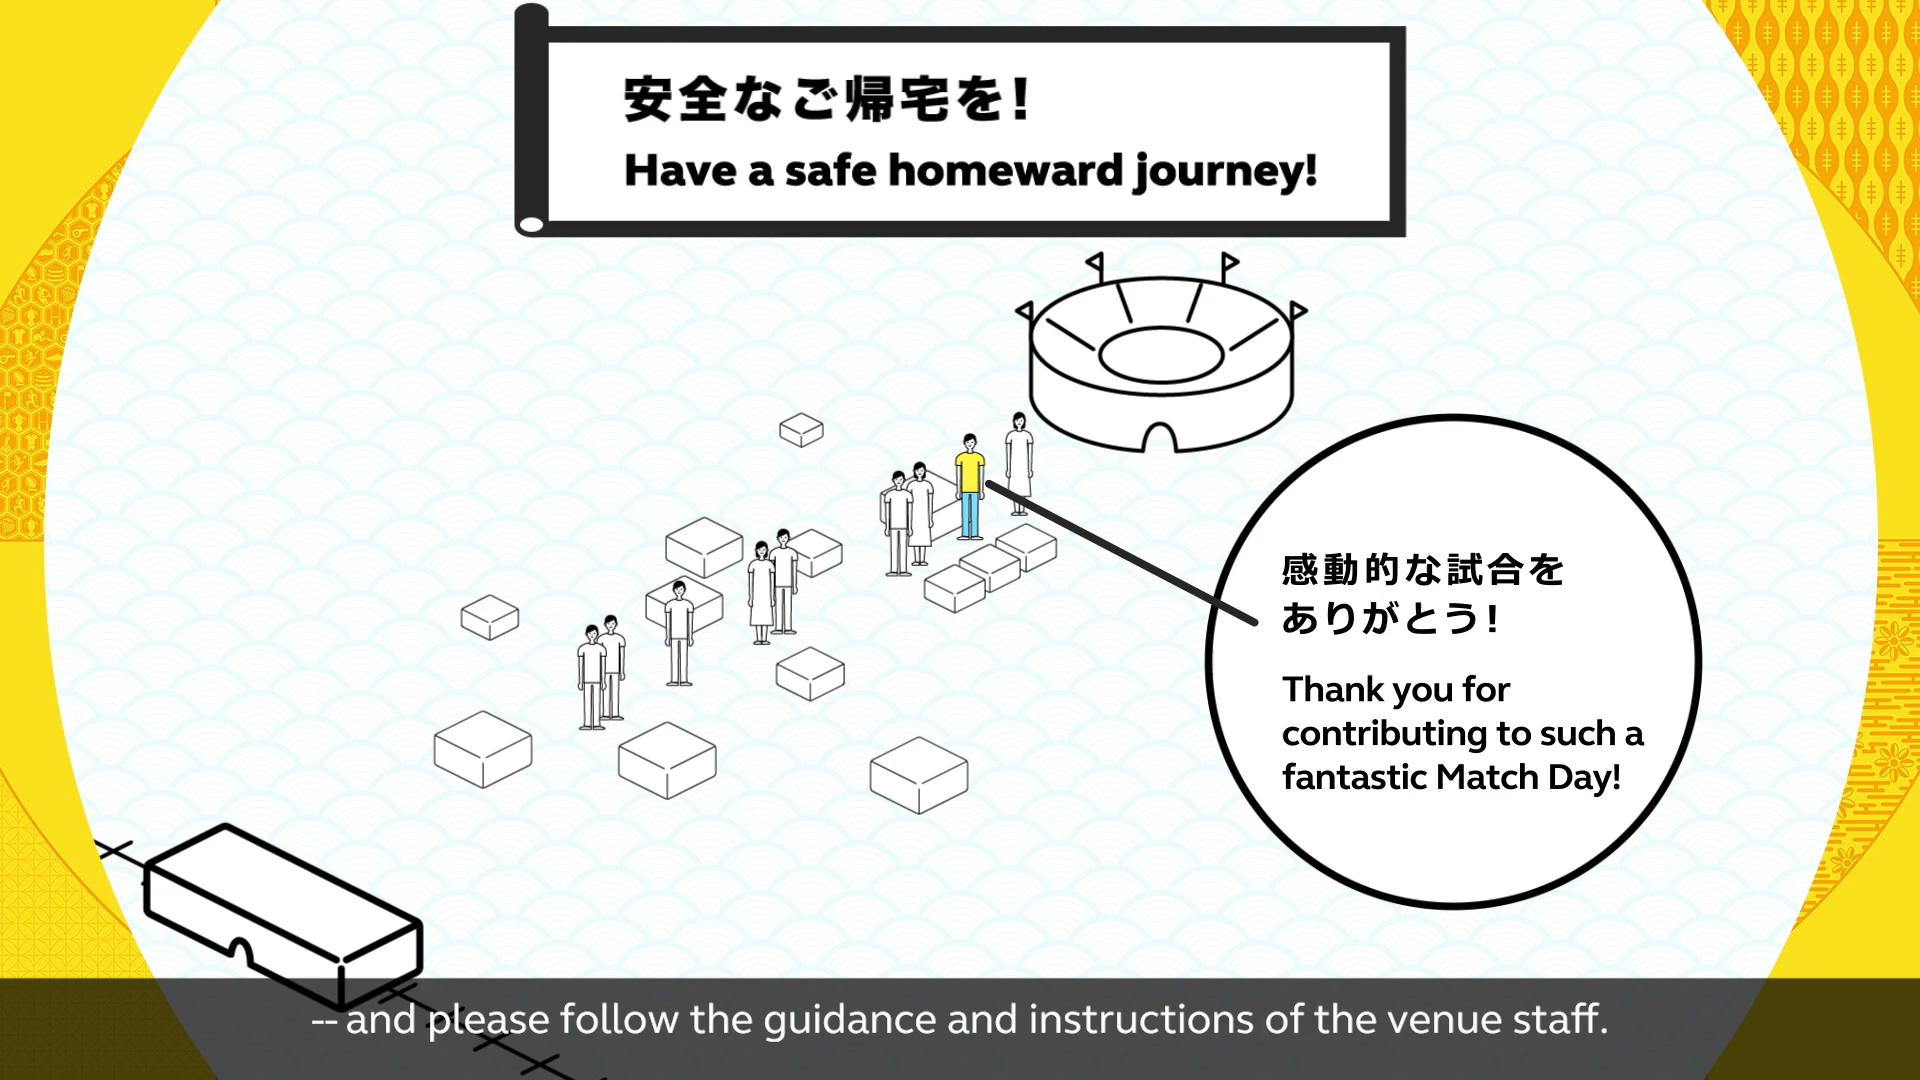 安全なご帰宅を!
Have a safe homeward journey!
感動的な試合を
ありがとう!
Thank you for
contributing to such a
fantastic Match Day!
-- and please follow the guidance and instructions of the venue staff.